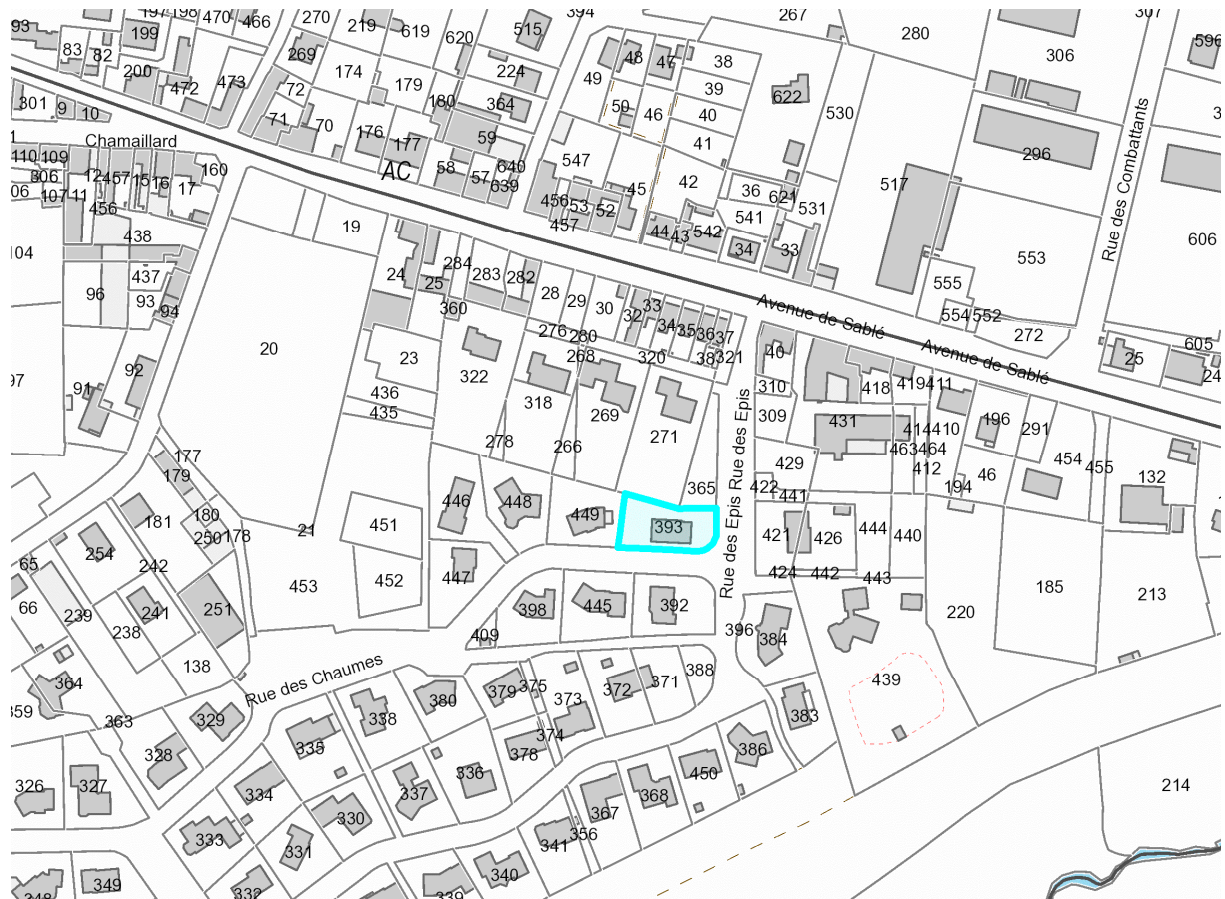 197 198 470 466 270 219 619 620 515 394 267 280 307
93 83 82 199 269 48 47 38 306 596
200 472 473 72 174 179 224 49 39 622 530
301 9 10 71 70 180 364 50 46 40
Chamaillard 176 177 59 41 296 Rue des Combattants
110 109 160 AC 58 57 640 547 42 517
306 107 11 12 457 15 16 17 639 45 36 621
456 456 53 52 541 531
438 19 457 44 43 542 34 33 606
104 437 24 25 284 283 282 553
96 93 94 360 28 29 30 555
32 33 Avenue de Sablé 554 552
20 322 23 276 280 34 35 36 37 272 605
97 91 92 268 320 38 321 40 Avenue de Sablé 25 24
436 435 318 269 310 418 419 411
278 266 271 309 431 414 410 196 291
177 179 463 464 454 455
429 412 46 132
446 448 365 422 441 194
181 180 21 451 449 393 421 426 444 440
254 250 178 424 442 443
65 242 447 Rue des Epis Rue des Epis
66 239 241 251 453 452 185 213
238 398 445 392 396 384 220
138 409
364 Rue des Chaumes 379 375 372 371 388 439
359 363 329 338 380 373 383
328 335 374 378 386
326 327 334 337 336 450 214
333 330 367 368
331 341 356
349 332 340
348 339